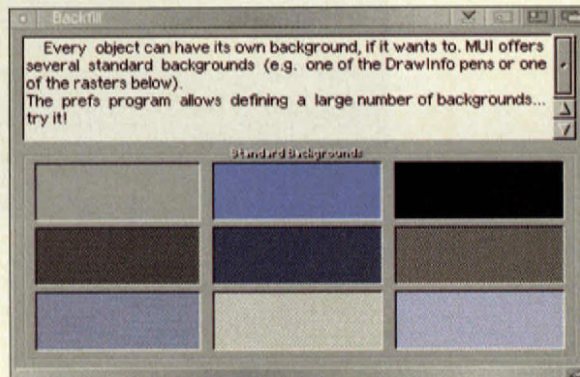 Backfill
Every object can have its own background, if it wants to. MUI offers
several standard backgrounds (e.g. one of the DrawInfo pens or one
of the rasters below).
The prefs program allows defining a large number of backgrounds...
try it!
Standard Backgrounds